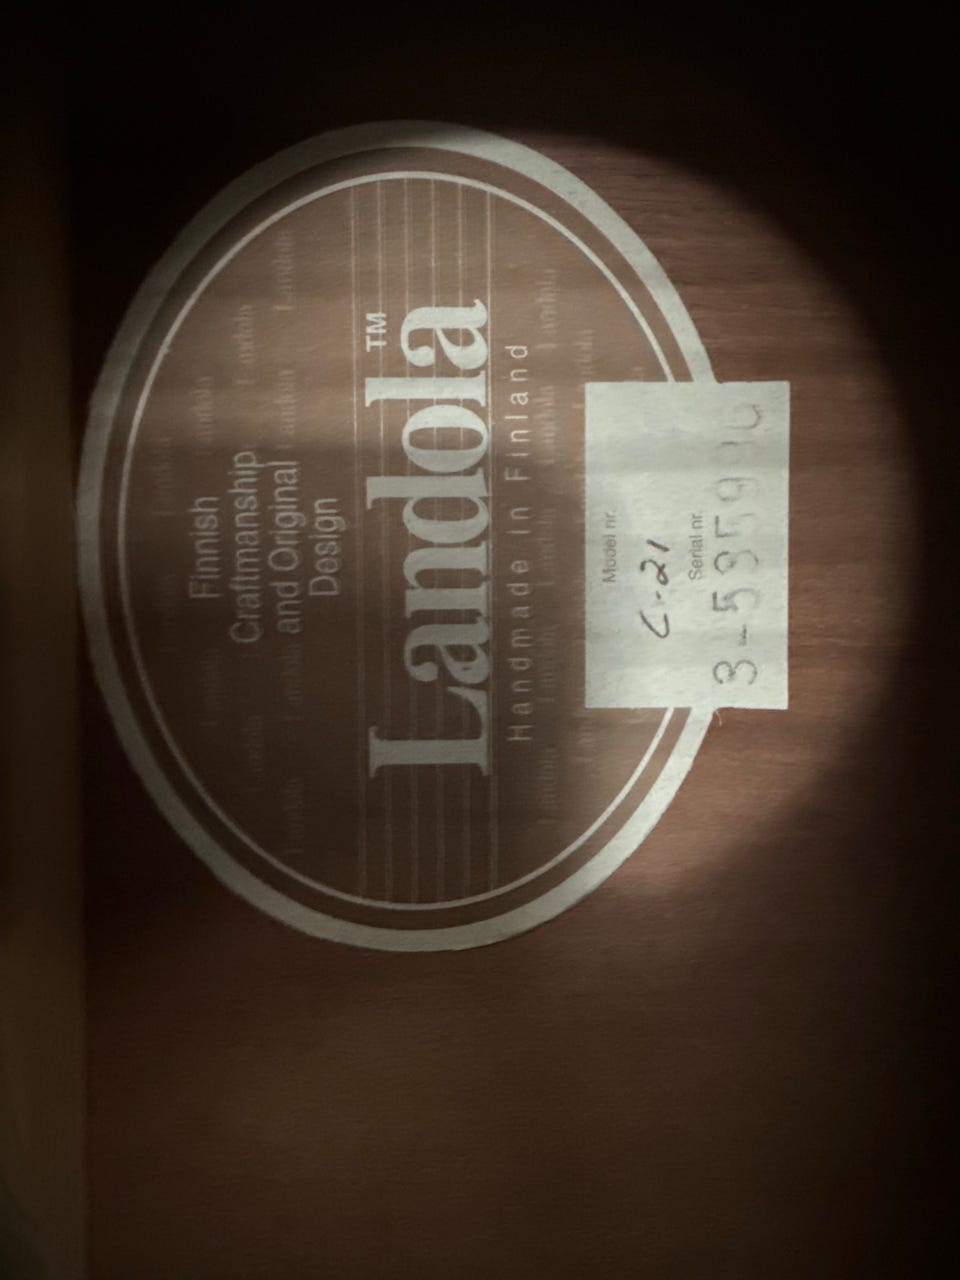 Finnish
Craftmanship
and Original
Design
Landola™
Handmade in Finland
Model nr.
C-21
Serial nr.